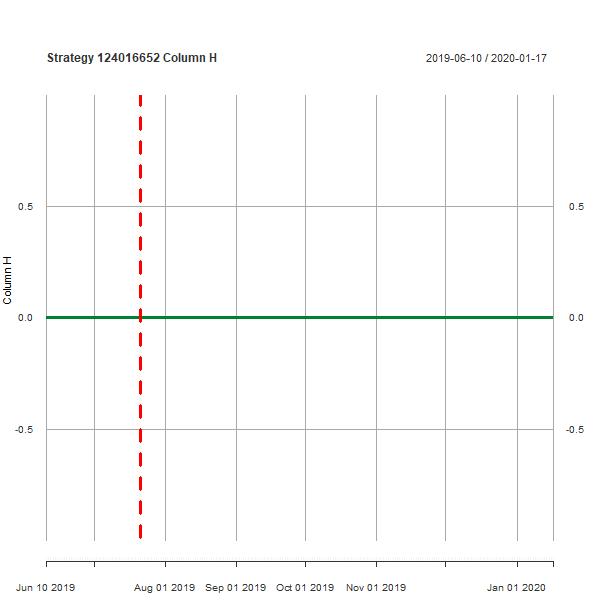 Strategy 124016652 Column H
2019-06-10 / 2020-01-17
0.5
0.5
Column H
0.0
0.0
-0.5
-0.5
Jun 10 2019
Aug 01 2019
Sep 01 2019
Oct 01 2019
Nov 01 2019
Jan 01 2020